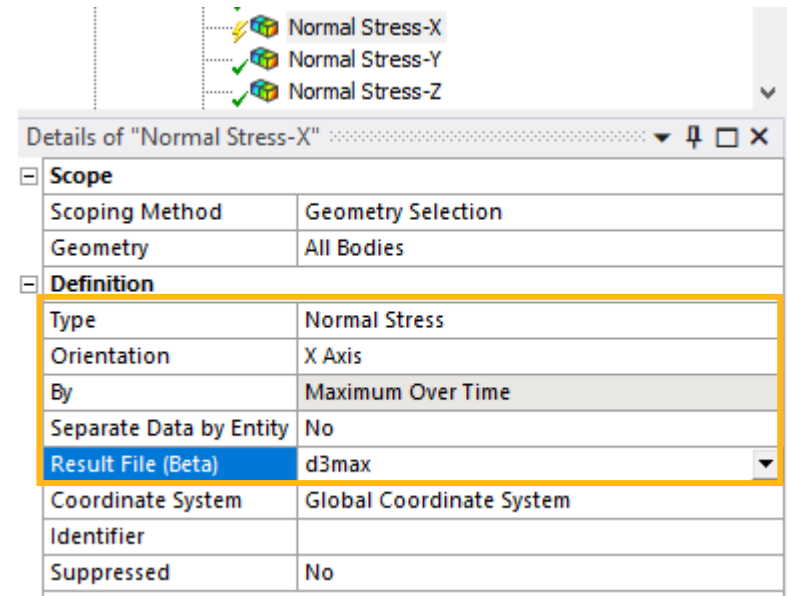 Normal Stress-X
Normal Stress-Y
Normal Stress-Z
Details of "Normal Stress-X"
Scope
Scoping Method Geometry Selection
Geometry All Bodies
Definition
Type Normal Stress
Orientation X Axis
By Maximum Over Time
Separate Data by Entity No
Result File (Beta) d3max
Coordinate System Global Coordinate System
Identifier
Suppressed No